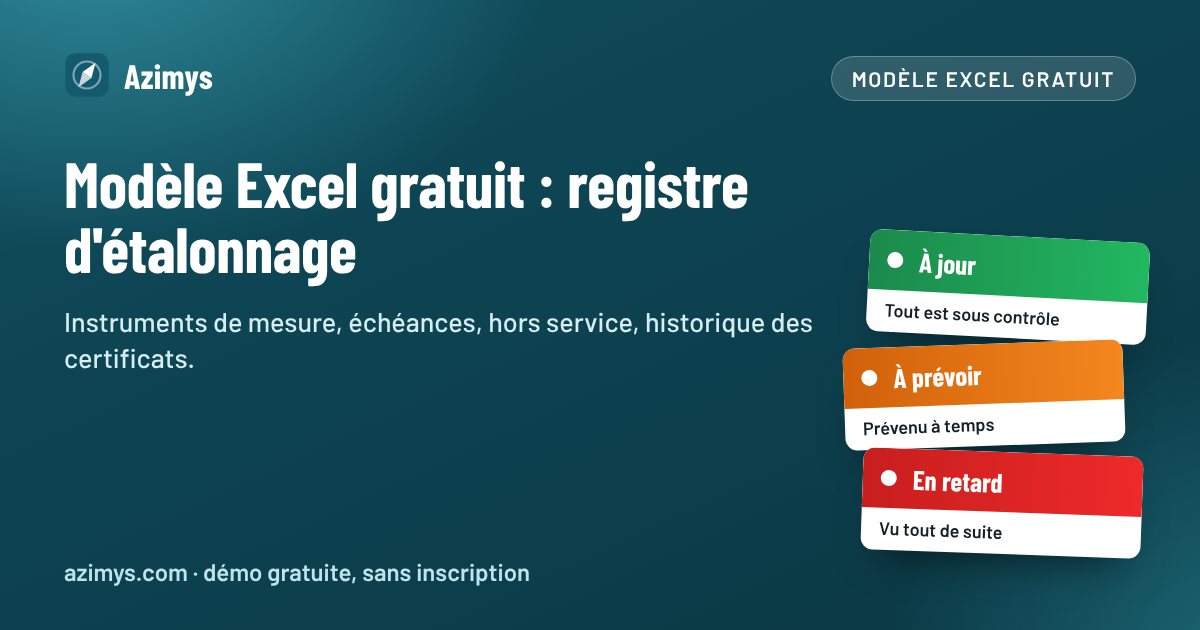 Azimys
MODÈLE EXCEL GRATUIT
Modèle Excel gratuit : registre
d'étalonnage
Instruments de mesure, échéances, hors service, historique des
certificats.
À jour
Tout est sous contrôle
À prévoir
Prévenu à temps
En retard
Vu tout de suite
azimys.com · démo gratuite, sans inscription